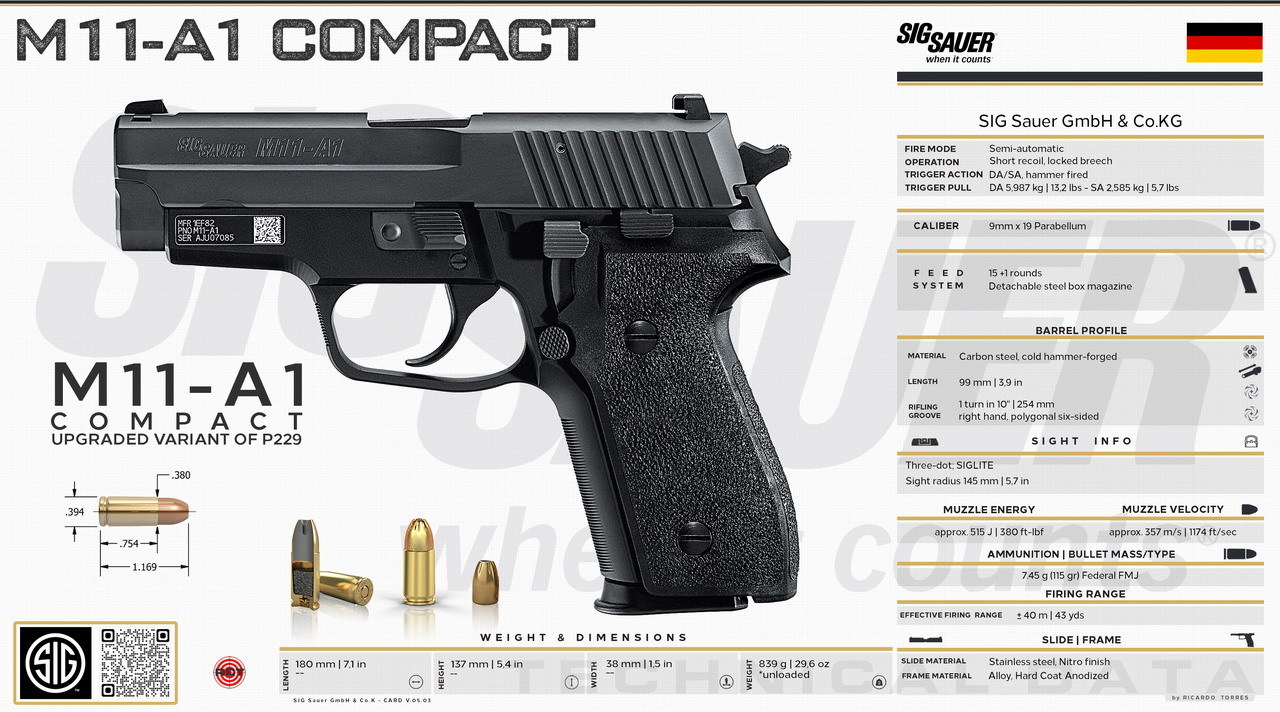 M11-A1 COMPACT
SIG SAUER
when it counts
SIG Sauer GmbH & Co.KG
FIRE MODE Semi-automatic
OPERATION Short recoil, locked breech
TRIGGER ACTION DA/SA, hammer fired
TRIGGER PULL DA 5,987 kg | 13,2 lbs - SA 2,585 kg | 5,7 lbs
CALIBER 9mm x 19 Parabellum
FEED SYSTEM 15 +1 rounds
Detachable steel box magazine
BARREL PROFILE
MATERIAL Carbon steel, cold hammer-forged
LENGTH 99 mm | 3,9 in
RIFLING GROOVE 1 turn in 10" | 254 mm
right hand, polygonal six-sided
SIGHT INFO
Three-dot; SIGLITE
Sight radius 145 mm | 5,7 in
MUZZLE ENERGY MUZZLE VELOCITY
approx. 515 J | 380 ft-lbf approx. 357 m/s | 1174 ft/sec
AMMUNITION | BULLET MASS/TYPE
7.45 g (115 gr) Federal FMJ
FIRING RANGE
EFFECTIVE FIRING RANGE ± 40 m | 43 yds
SLIDE | FRAME
SLIDE MATERIAL Stainless steel, Nitro finish
FRAME MATERIAL Alloy, Hard Coat Anodized
by RICARDO TORRES
SIG SAUER M11-A1
MFR 1EF82
PNO M11-A1
SER AJU07085
M11-A1
COMPACT
UPGRADED VARIANT OF P229
.380
.394
.754
1.169
SIG
HOT
WEIGHT & DIMENSIONS
LENGTH 180 mm | 7.1 in
--
HEIGHT 137 mm | 5.4 in
--
WIDTH 38 mm | 1,5 in
--
WEIGHT 839 g | 29,6 oz
*unloaded
SIG Sauer GmbH & Co.K - CARD V.05.03
SIG SAUER®
when it counts®
TECHNICAL DATA